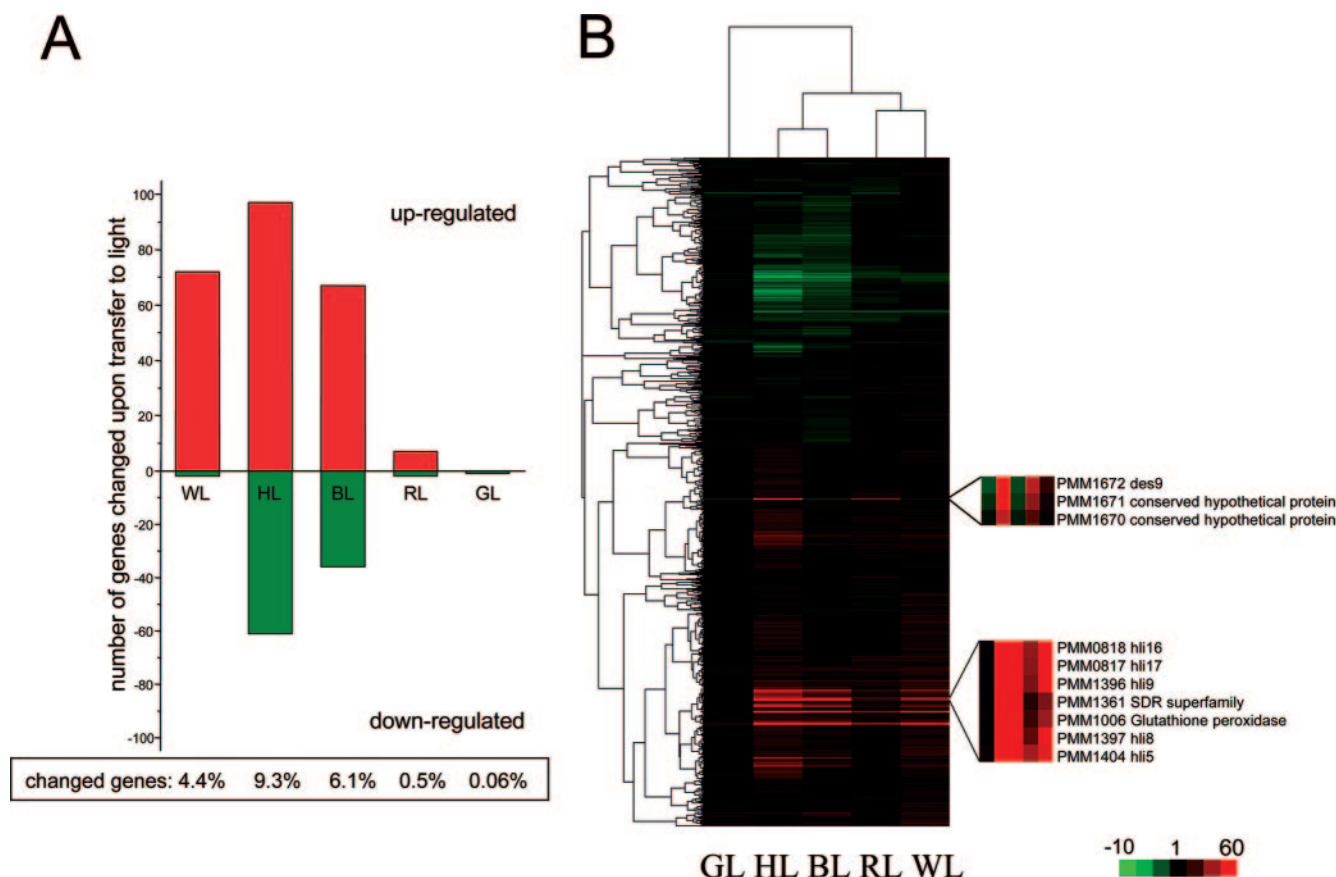 A
B
number of genes changed upon transfer to light
100
80
60
40
20
0
-20
-40
-60
-80
-100
up-regulated
WL HL BL RL GL
down-regulated
changed genes: 4.4% 9.3% 6.1% 0.5% 0.06%
PMM1672 des9
PMM1671 conserved hypothetical protein
PMM1670 conserved hypothetical protein
PMM0818 hli16
PMM0817 hli17
PMM1396 hli9
PMM1361 SDR superfamily
PMM1006 Glutathione peroxidase
PMM1397 hli8
PMM1404 hli5
GL HL BL RL WL
-10 1 60